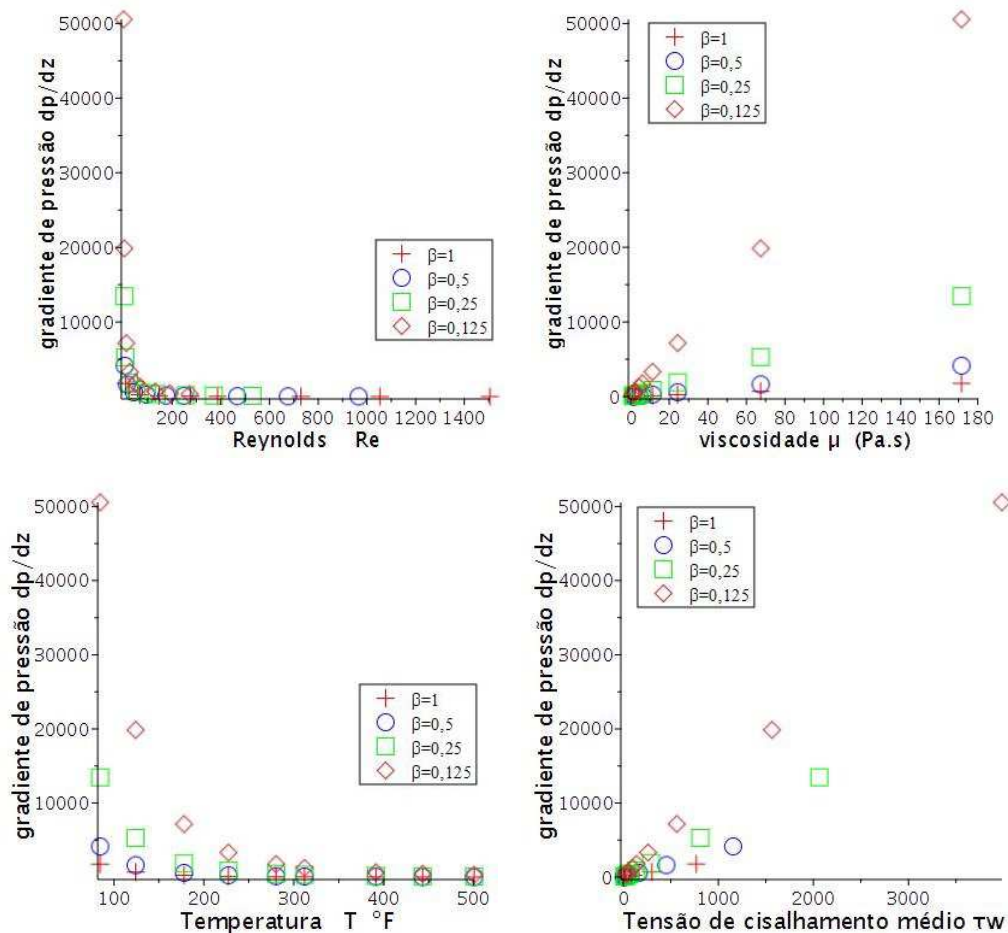 gradiente de pressão dp/dz
50000
40000
30000
20000
10000
200 400 600 800 1000 1200 1400
Reynolds Re
β=1
β=0,5
β=0,25
β=0,125
gradiente de pressão dp/dz
50000
40000
30000
20000
10000
0
0 20 40 60 80 100 120 140 160 180
viscosidade μ (Pa.s)
β=1
β=0,5
β=0,25
β=0,125
gradiente de pressão dp/dz
50000
40000
30000
20000
10000
100 200 300 400 500
Temperatura T °F
β=1
β=0,5
β=0,25
β=0,125
gradiente de pressão dp/dz
50000
40000
30000
20000
10000
0
0 1000 2000 3000
Tensão de cisalhamento médio τw
β=1
β=0,5
β=0,25
β=0,125